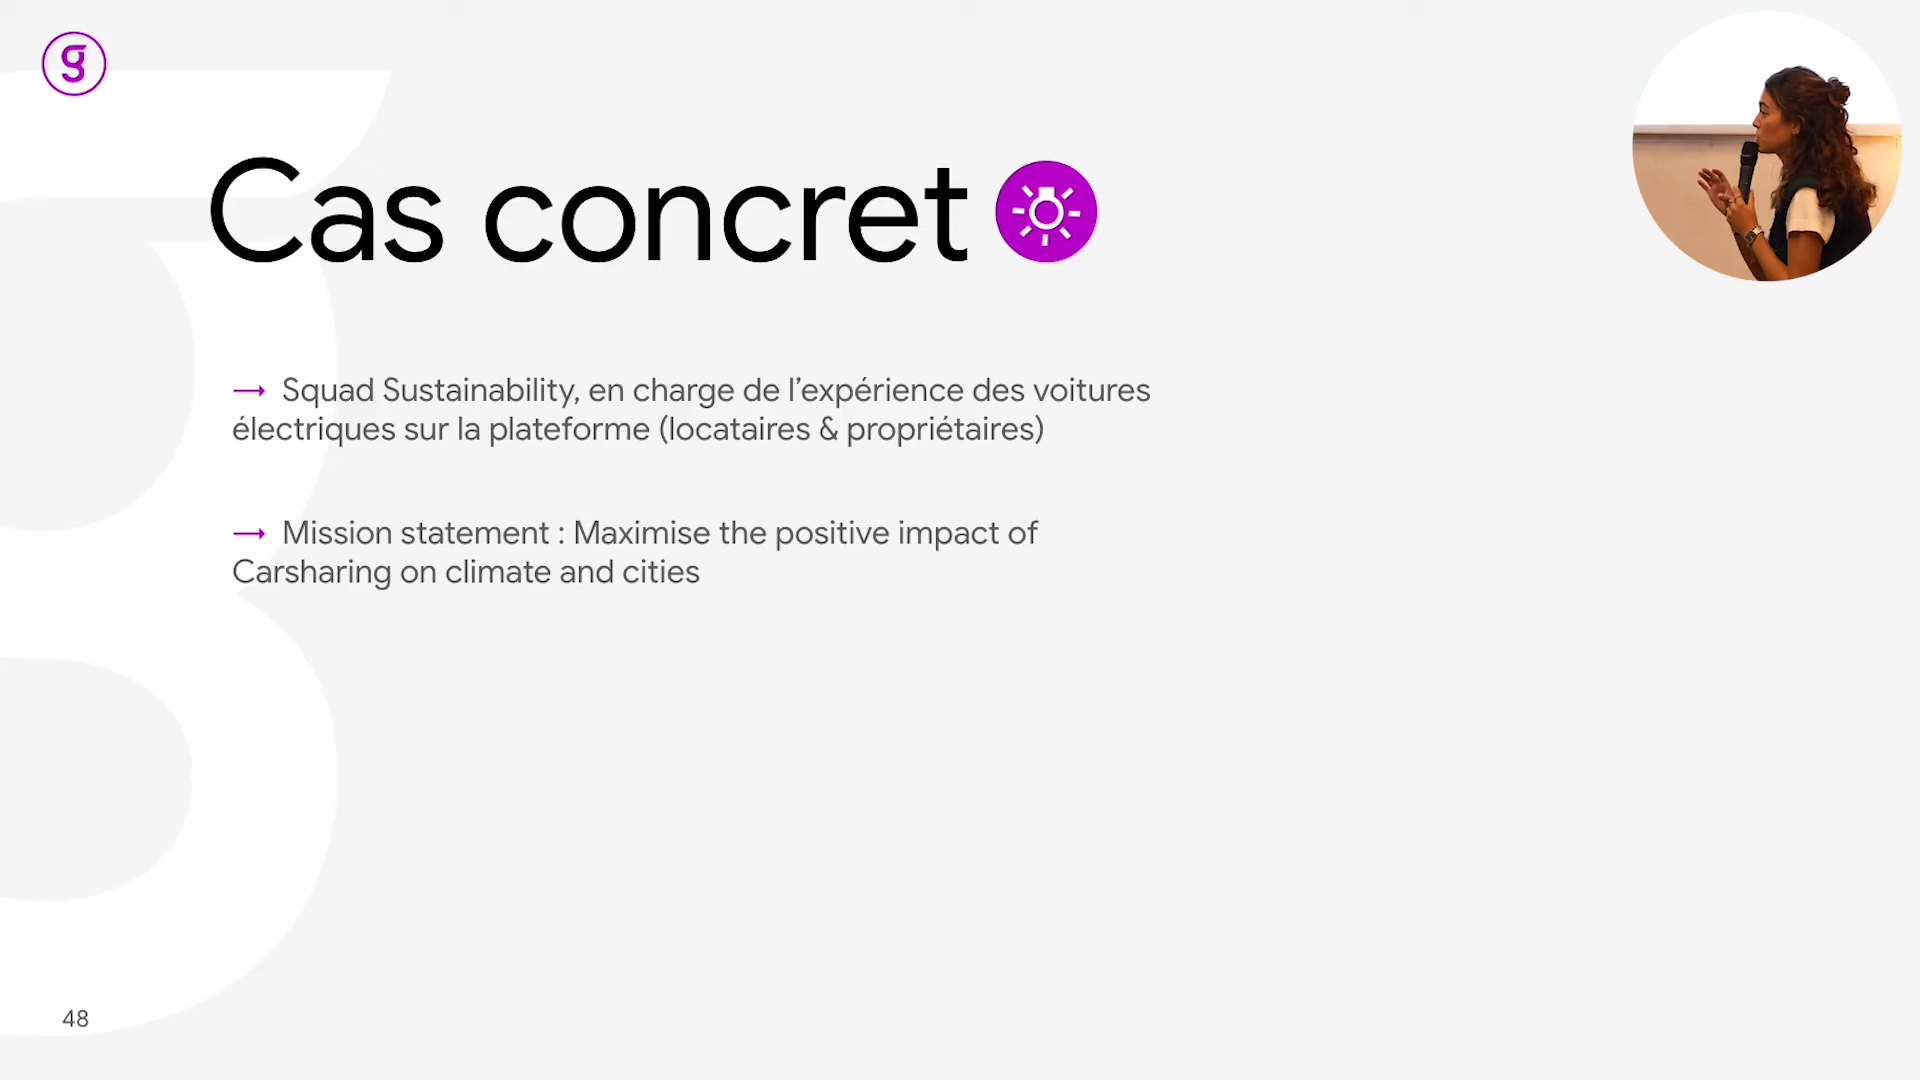 g
Cas concret
→ Squad Sustainability, en charge de l’expérience des voitures
électriques sur la plateforme (locataires & propriétaires)
→ Mission statement : Maximise the positive impact of
Carsharing on climate and cities
48